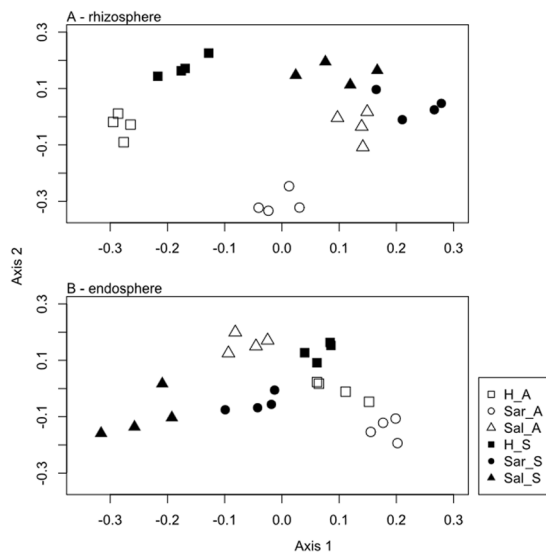 A - rhizosphere
0.3
0.1
-0.1
-0.3
-0.3 -0.2 -0.1 0.0 0.1 0.2 0.3
Axis 2
B - endosphere
0.3
0.1
-0.1
-0.3
-0.3 -0.2 -0.1 0.0 0.1 0.2 0.3
Axis 1
H_A
Sar_A
Sal_A
H_S
Sar_S
Sal_S